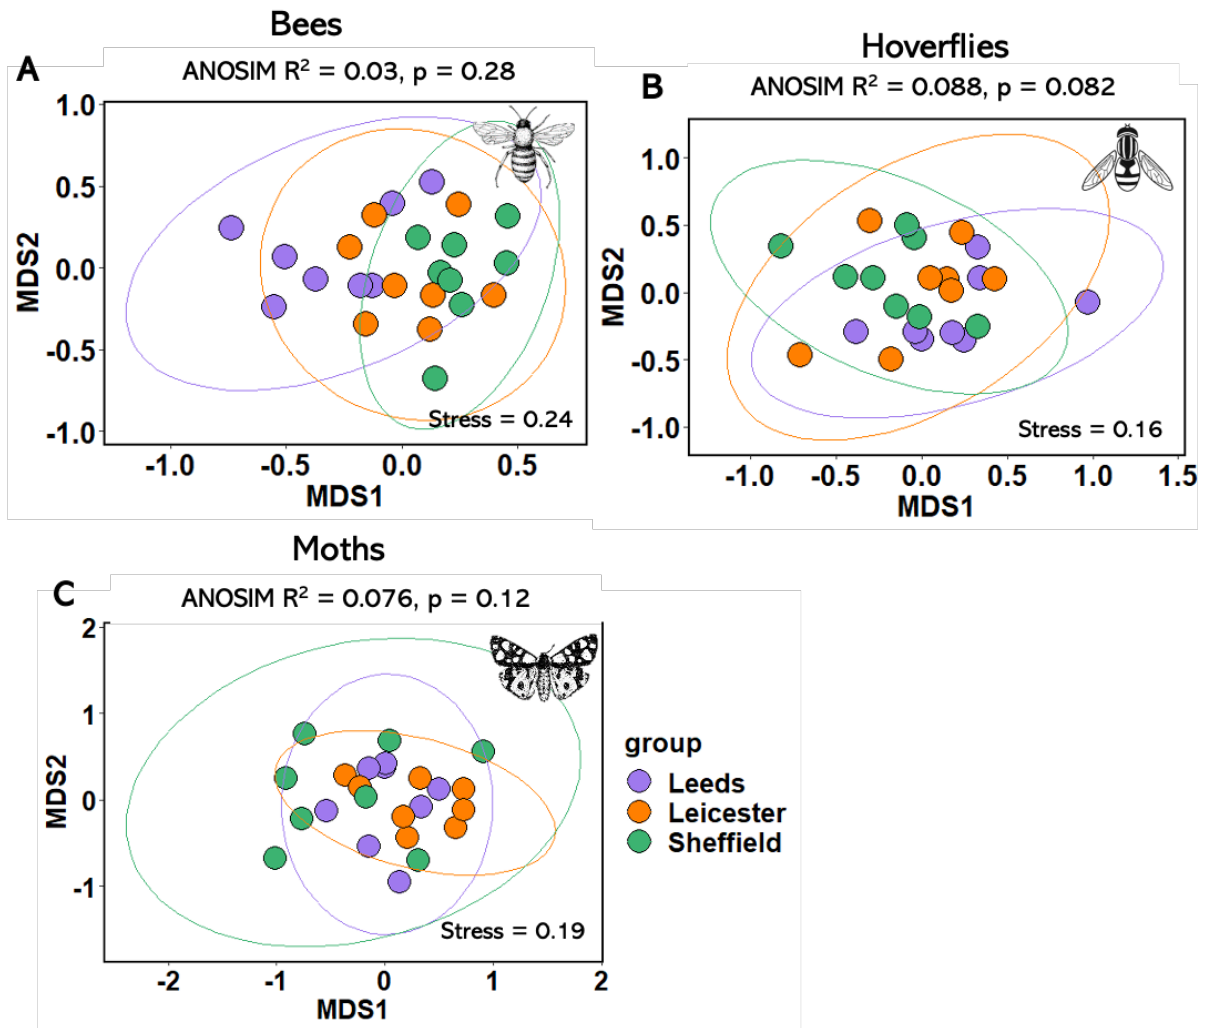 Bees
A
ANOSIM R² = 0.03, p = 0.28
1.0
0.5
0.0
-0.5
-1.0
MDS2
Stress = 0.24
-1.0 -0.5 0.0 0.5
MDS1
Hoverflies
B
ANOSIM R² = 0.088, p = 0.082
1.0
0.5
0.0
-0.5
-1.0
MDS2
Stress = 0.16
-1.0 -0.5 0.0 0.5 1.0 1.5
MDS1
Moths
C
ANOSIM R² = 0.076, p = 0.12
2
1
0
-1
MDS2
Stress = 0.19
-2 -1 0 1 2
MDS1
group
Leeds
Leicester
Sheffield